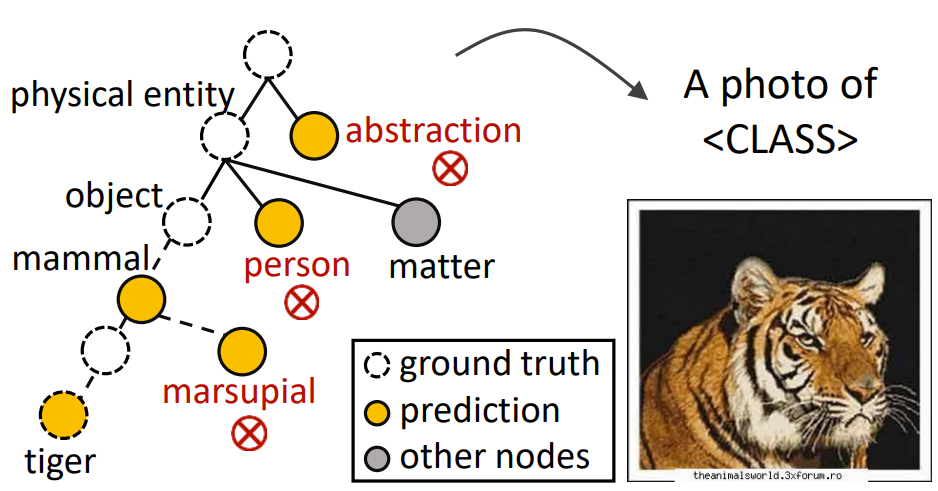 physical entity
abstraction
object
mammal
person
matter
marsupial
tiger
ground truth
prediction
other nodes
A photo of
<CLASS>
theanimalsworld.3xforum.ro